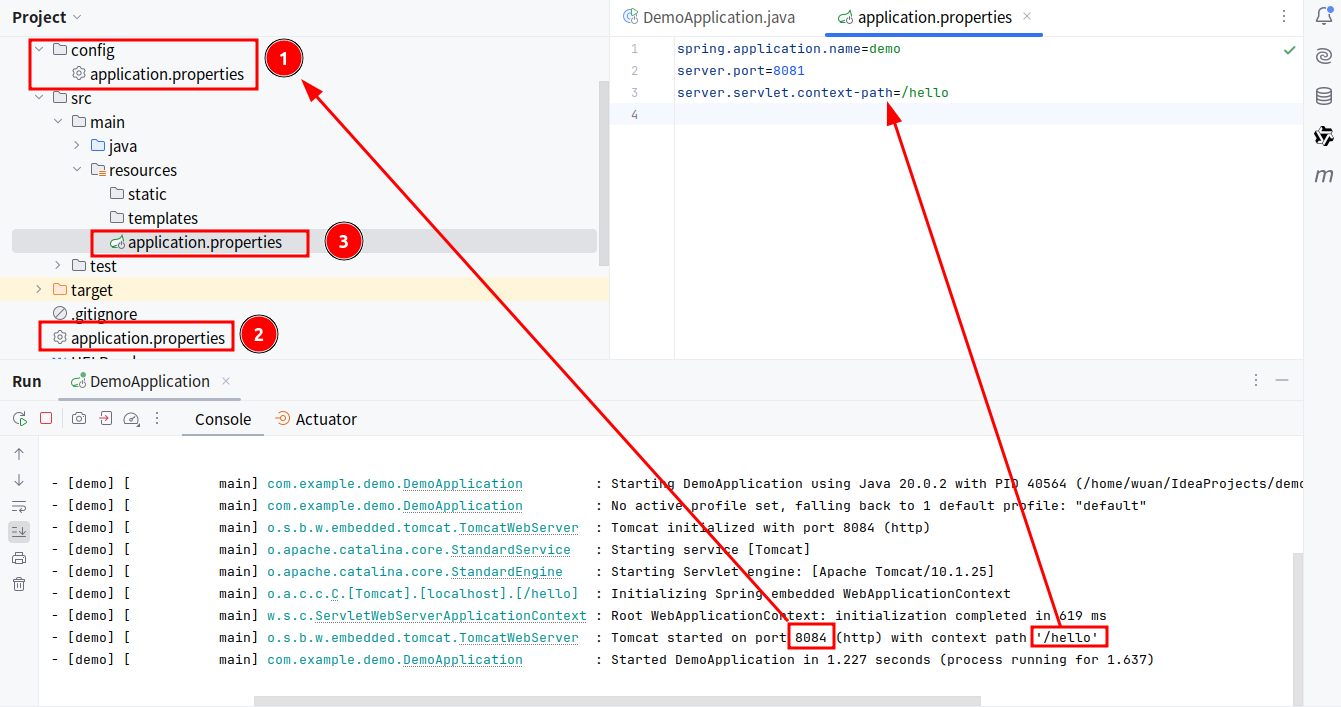 Project
config
application.properties
1
src
main
java
resources
static
templates
application.properties
3
test
target
.gitignore
application.properties
2
DemoApplication.java
application.properties
1 spring.application.name=demo
2 server.port=8081
3 server.servlet.context-path=/hello
4
m
Run DemoApplication
Console Actuator
- [demo] [ main] com.example.demo.DemoApplication : Starting DemoApplication using Java 20.0.2 with PID 40564 (/home/wuan/IdeaProjects/demo
- [demo] [ main] com.example.demo.DemoApplication : No active profile set, falling back to 1 default profile: "default"
- [demo] [ main] o.s.b.w.embedded.tomcat.TomcatWebServer : Tomcat initialized with port 8084 (http)
- [demo] [ main] o.apache.catalina.core.StandardService : Starting service [Tomcat]
- [demo] [ main] o.apache.catalina.core.StandardEngine : Starting Servlet engine: [Apache Tomcat/10.1.25]
- [demo] [ main] o.a.c.c.C.[Tomcat].[localhost].[/hello] : Initializing Spring embedded WebApplicationContext
- [demo] [ main] w.s.c.ServletWebServerApplicationContext : Root WebApplicationContext: initialization completed in 619 ms
- [demo] [ main] o.s.b.w.embedded.tomcat.TomcatWebServer : Tomcat started on port 8084 (http) with context path '/hello'
- [demo] [ main] com.example.demo.DemoApplication : Started DemoApplication in 1.227 seconds (process running for 1.637)